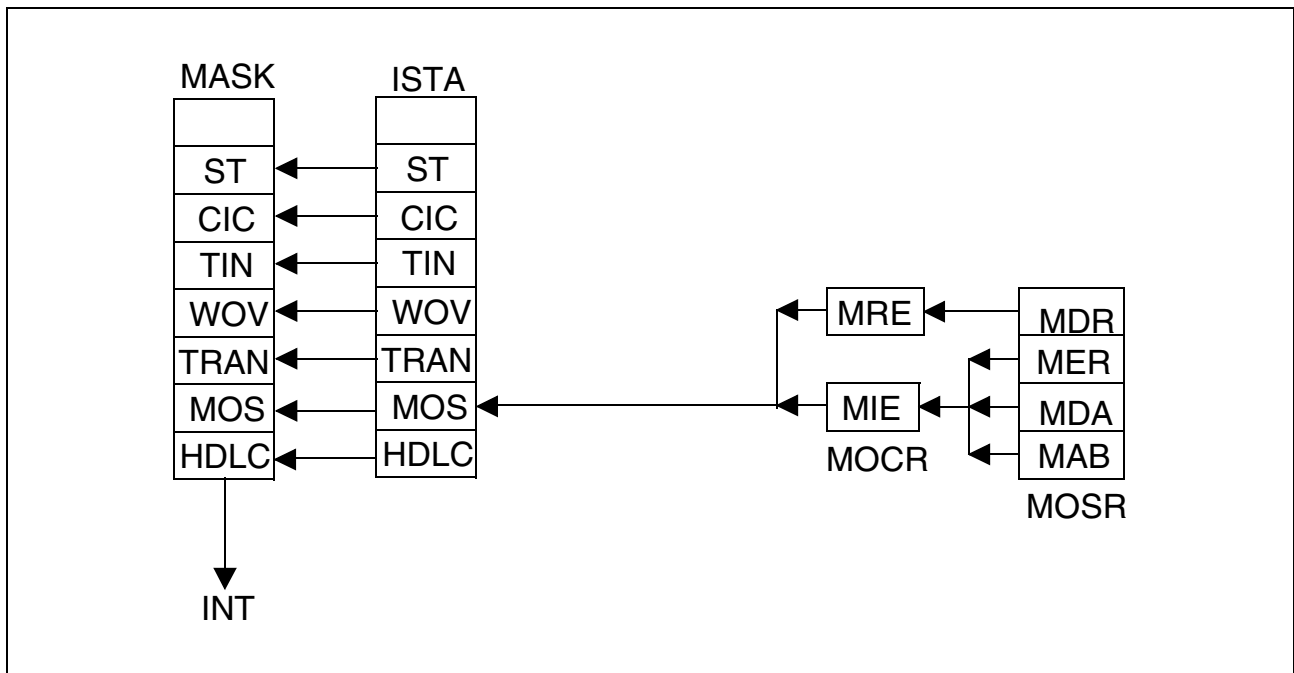 MASK ISTA
ST ST
CIC CIC
TIN TIN
WOV WOV MRE MDR
TRAN TRAN MER
MOS MOS MIE MDA
HDLC HDLC MOCR MAB
MOSR
INT